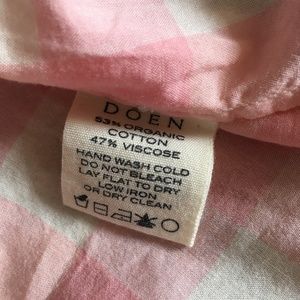 DOEN
53% ORGANIC
COTTON
47% VISCOSE
HAND WASH COLD
DO NOT BLEACH
LAY FLAT TO DRY
LOW IRON
OR DRY CLEAN